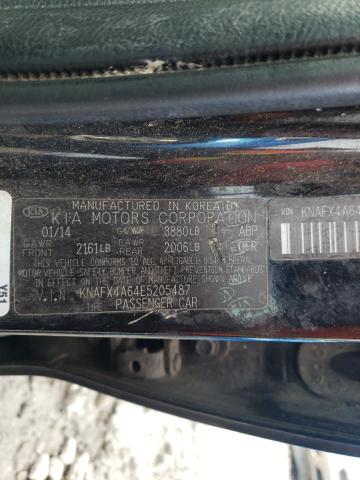 MANUFACTURED IN KOREA BY
KIA KIA MOTORS CORPORATION
01/14 GVWR 3880LB ABP
GAWR FRONT 2161LB GAWR 2006LB
THIS VEHICLE CONFORMS TO ALL APPLICABLE U.S. FEDERAL
MOTOR VEHICLE SAFETY, BUMPER AND THEFT PREVENTION STANDARDS
IN EFFECT ON THE DATE OF MANUFACTURE SHOWN ABOVE.
V.I.N KNAFX4A64E5205487
TYPE PASSENGER CAR
VIN KNAFX4A64
Y51